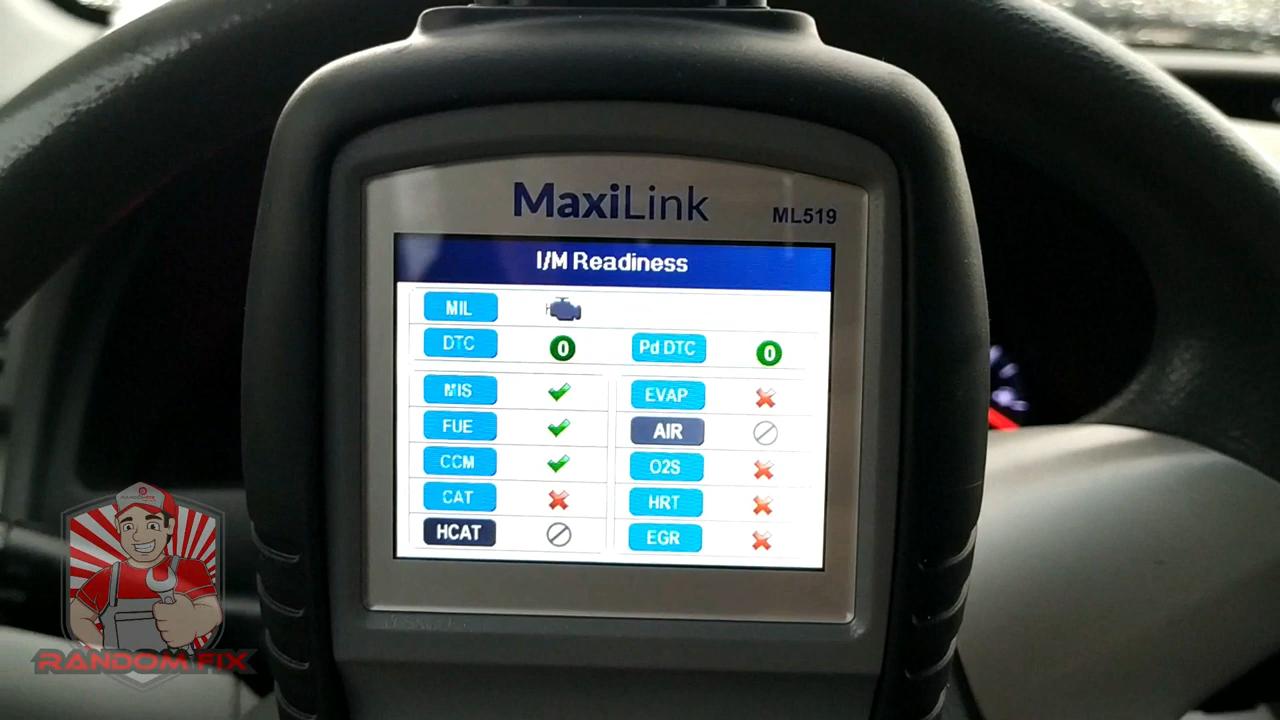 MaxiLink
ML519
I/M Readiness
MIL
DTC 0 Pd DTC 0
MIS EVAP
FUE AIR
CCM O2S
CAT HRT
HCAT EGR
RANDOM FIX